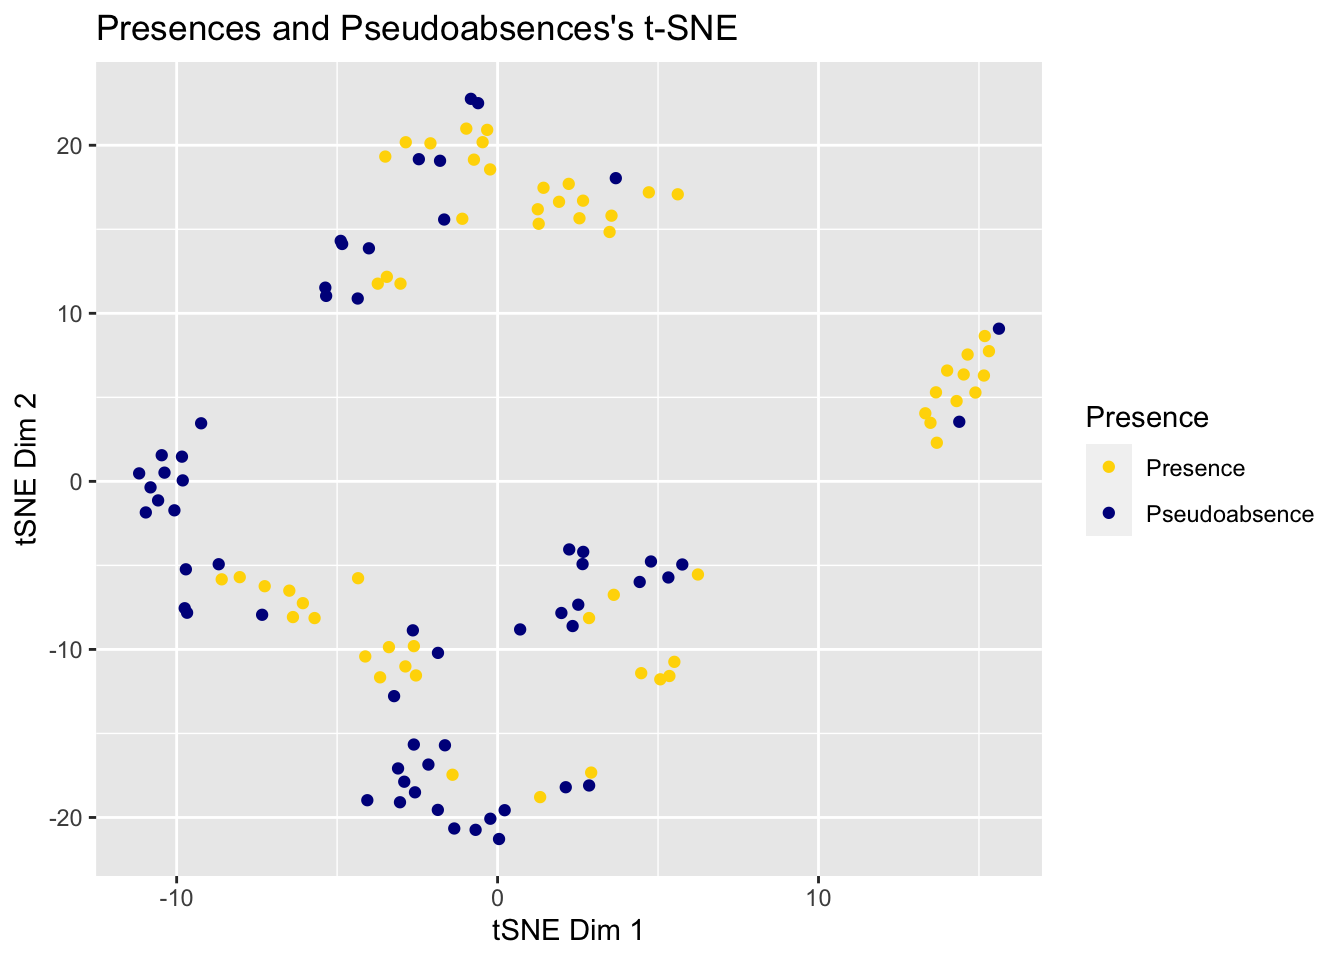 Presences and Pseudoabsences's t-SNE
20
10
0
-10
-20
tSNE Dim 2
-10
0
10
tSNE Dim 1
Presence
Presence
Pseudoabsence